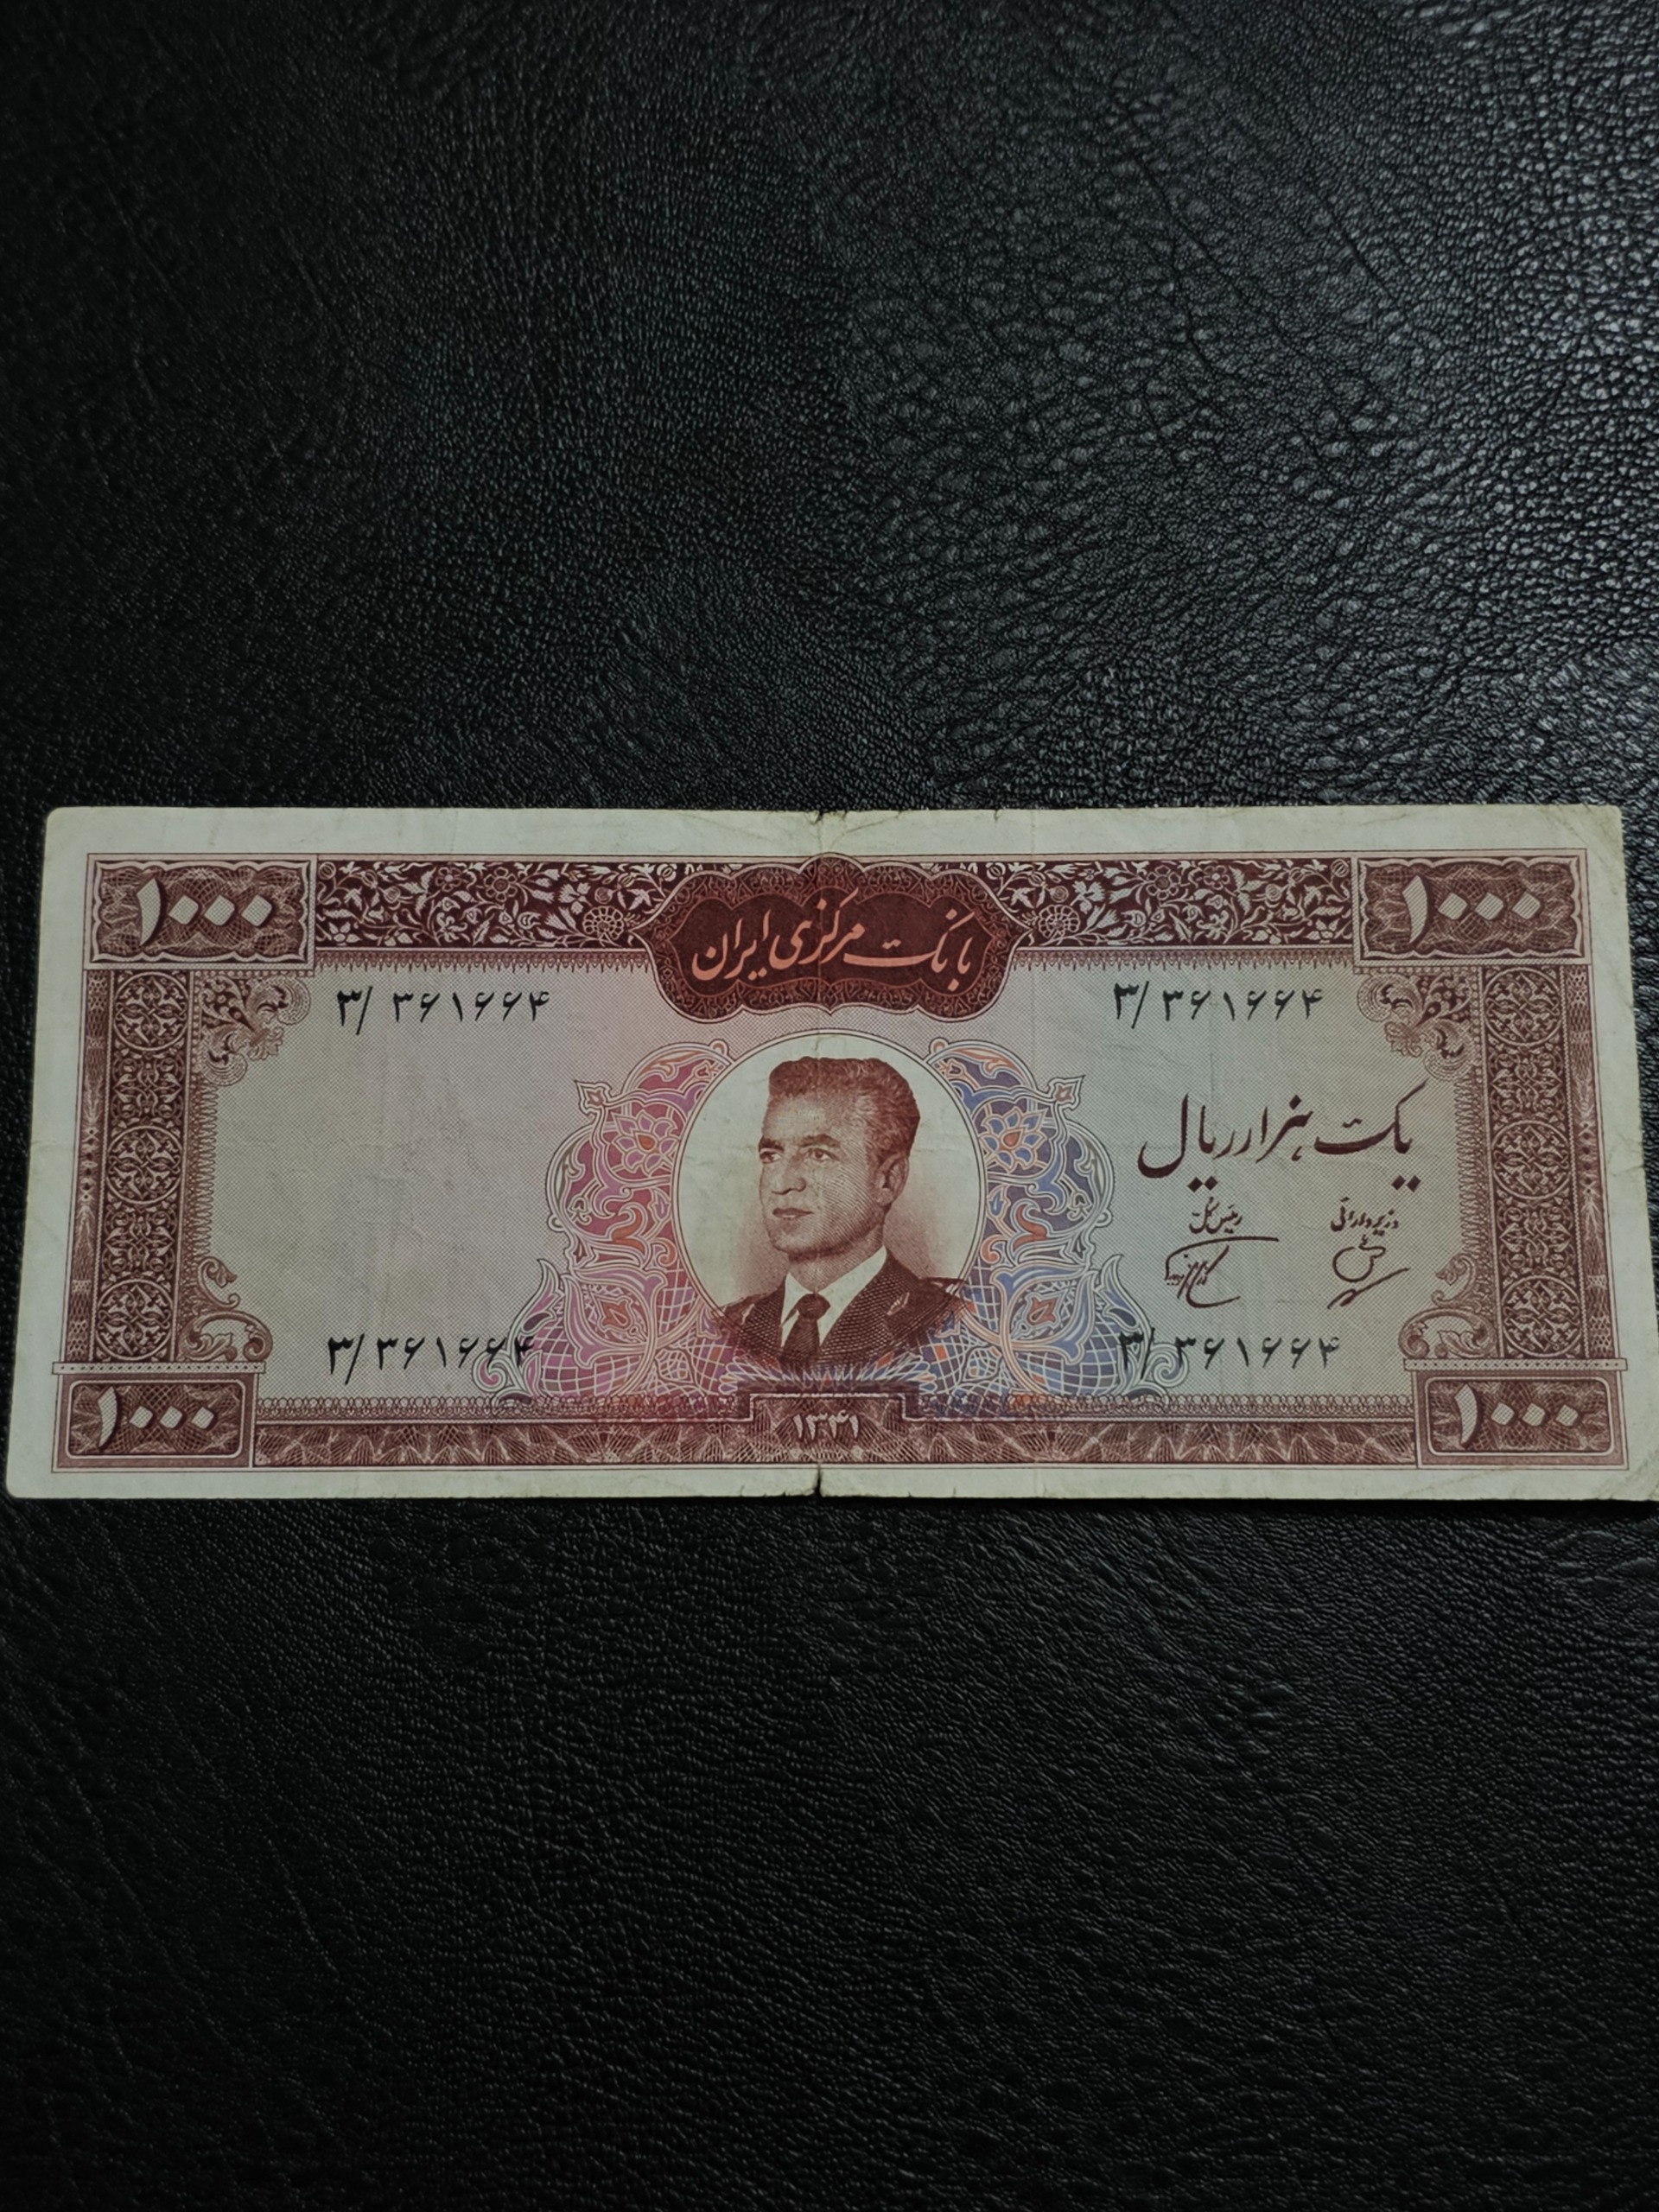 ۱۰۰۰
۱۰۰۰
بانک مرکزی ایران
۳/ ۳۶۱۶۶۴
۳/ ۳۶۱۶۶۴
یک هزار ریال
وزیر دارائی
رئیس کل
۳/ ۳۶۱۶۶۴
۳/ ۳۶۱۶۶۴
۱۰۰۰
۱۳۴۱
۱۰۰۰